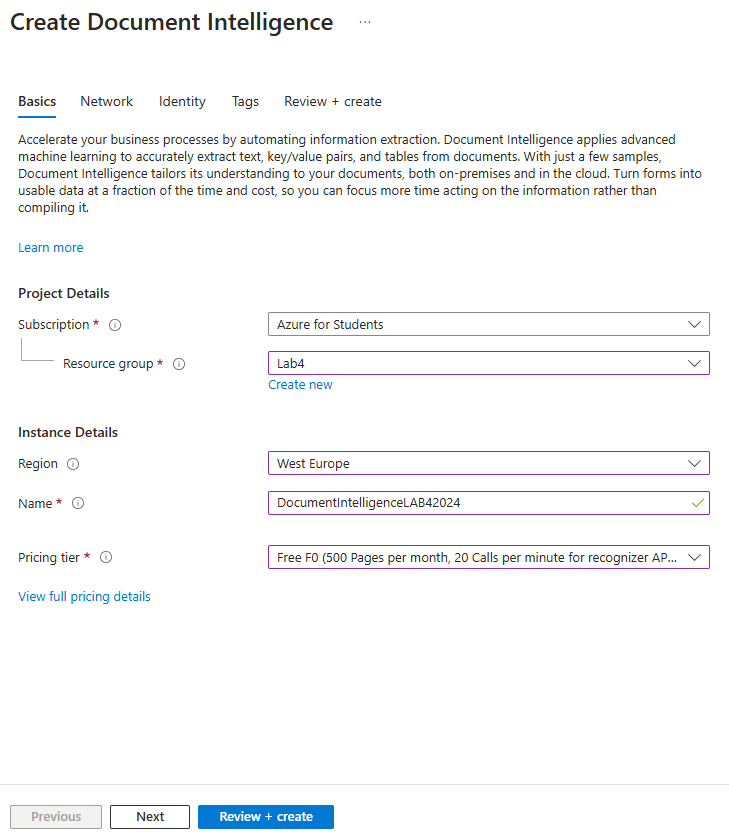 Create Document Intelligence ...
Basics Network Identity Tags Review + create
Accelerate your business processes by automating information extraction. Document Intelligence applies advanced
machine learning to accurately extract text, key/value pairs, and tables from documents. With just a few samples,
Document Intelligence tailors its understanding to your documents, both on-premises and in the cloud. Turn forms into
usable data at a fraction of the time and cost, so you can focus more time acting on the information rather than
compiling it.
Learn more
Project Details
Subscription * Azure for Students
Resource group * Lab4
Create new
Instance Details
Region West Europe
Name * DocumentIntelligenceLAB42024
Pricing tier * Free F0 (500 Pages per month, 20 Calls per minute for recognizer AP...
View full pricing details
Previous Next Review + create